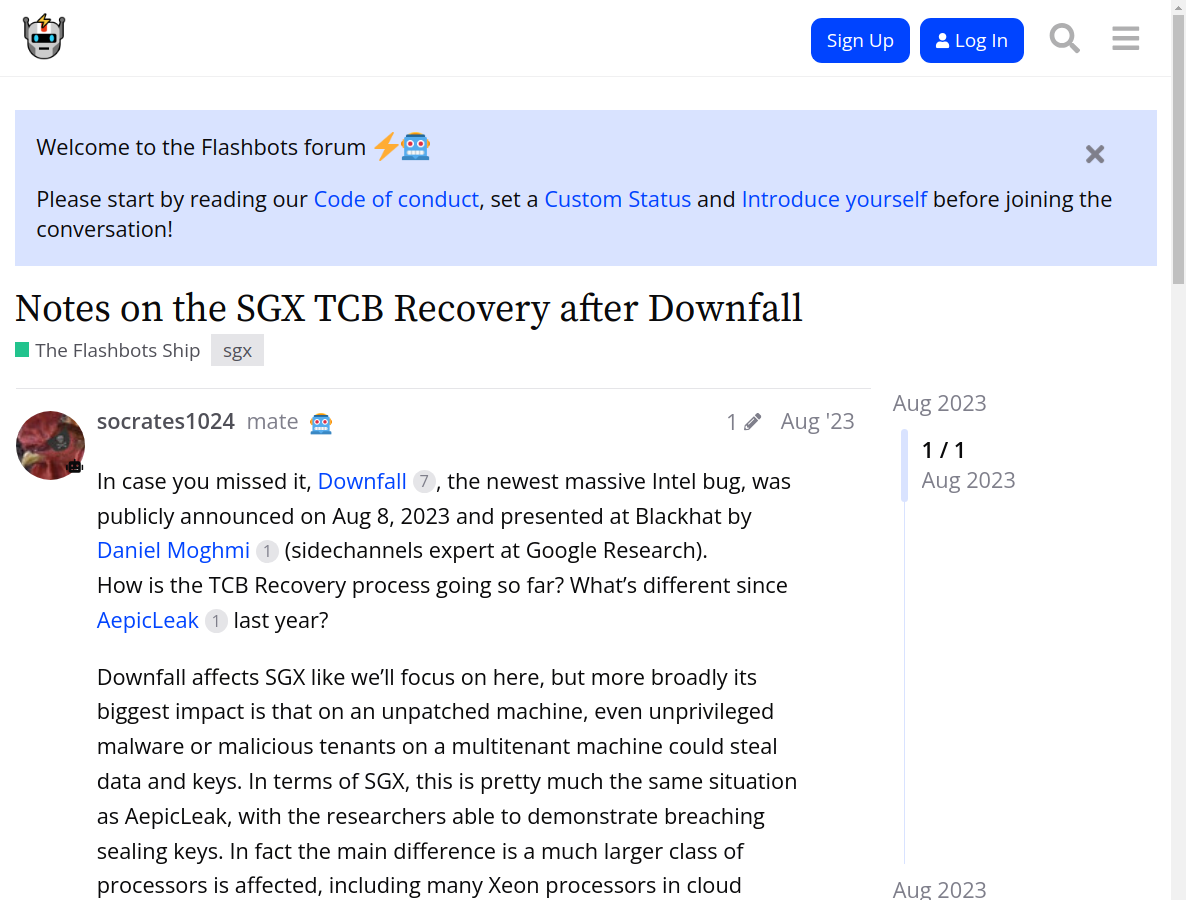 Sign Up
Log In
Welcome to the Flashbots forum
Please start by reading our Code of conduct, set a Custom Status and Introduce yourself before joining the
conversation!
Notes on the SGX TCB Recovery after Downfall
The Flashbots Ship
sgx
socrates1024 mate
1
Aug '23
In case you missed it, Downfall 7, the newest massive Intel bug, was
publicly announced on Aug 8, 2023 and presented at Blackhat by
Daniel Moghmi 1 (sidechannels expert at Google Research).
How is the TCB Recovery process going so far? What’s different since
AepicLeak 1 last year?
Downfall affects SGX like we’ll focus on here, but more broadly its
biggest impact is that on an unpatched machine, even unprivileged
malware or malicious tenants on a multitenant machine could steal
data and keys. In terms of SGX, this is pretty much the same situation
as AepicLeak, with the researchers able to demonstrate breaching
sealing keys. In fact the main difference is a much larger class of
processors is affected, including many Xeon processors in cloud
Aug 2023
1 / 1
Aug 2023
Aug 2023